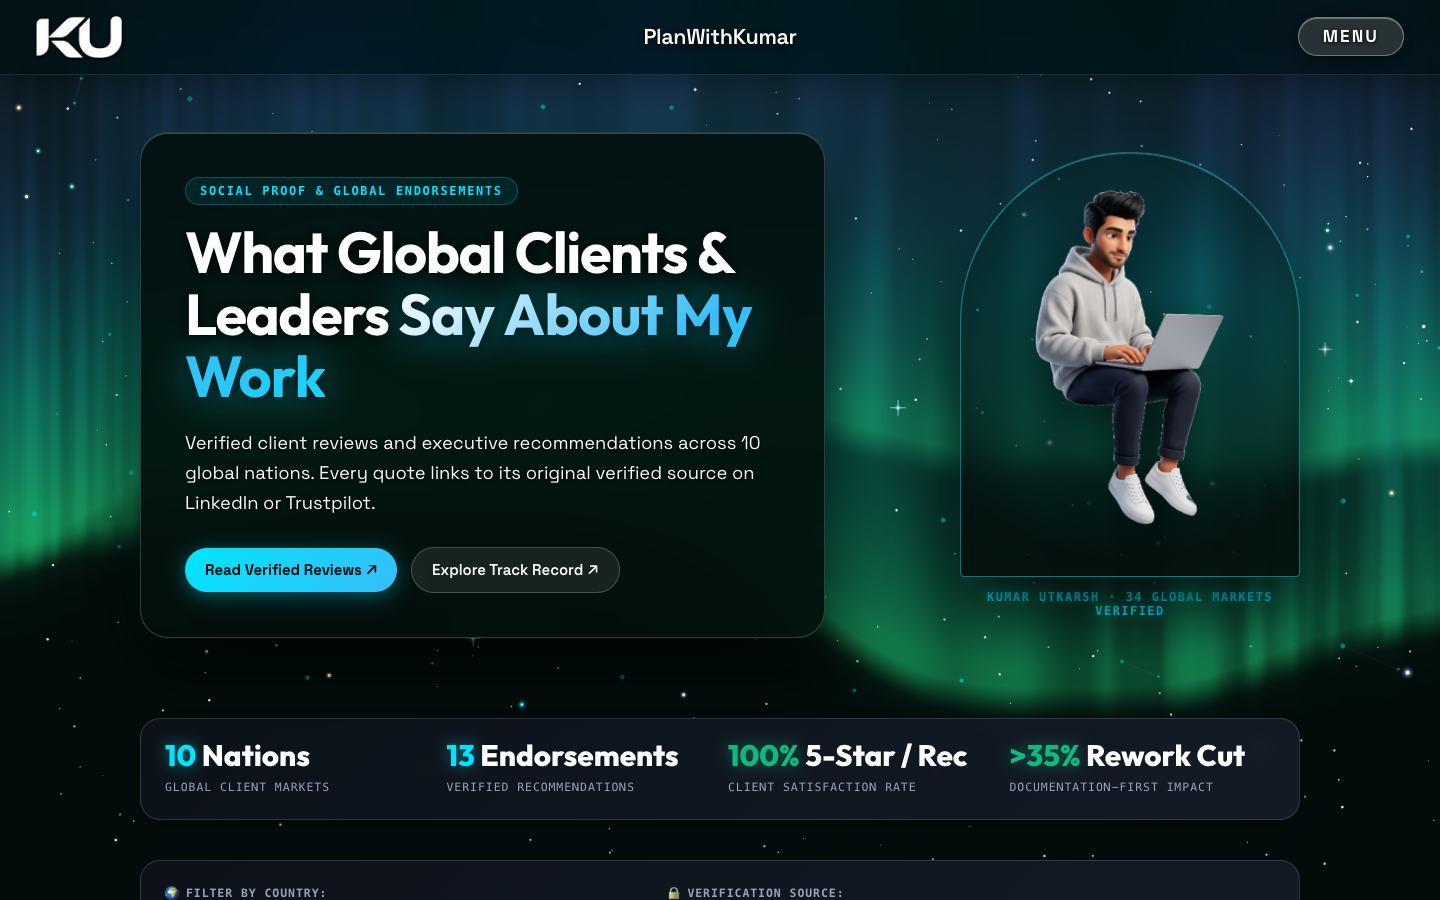 KU
PlanWithKumar
MENU
SOCIAL PROOF & GLOBAL ENDORSEMENTS
What Global Clients &
Leaders Say About My
Work
Verified client reviews and executive recommendations across 10
global nations. Every quote links to its original verified source on
LinkedIn or Trustpilot.
Read Verified Reviews ↗
Explore Track Record ↗
KUMAR UTKARSH · 34 GLOBAL MARKETS
VERIFIED
10 Nations
GLOBAL CLIENT MARKETS
13 Endorsements
VERIFIED RECOMMENDATIONS
100% 5-Star / Rec
CLIENT SATISFACTION RATE
>35% Rework Cut
DOCUMENTATION-FIRST IMPACT
🌍 FILTER BY COUNTRY:
🔒 VERIFICATION SOURCE: